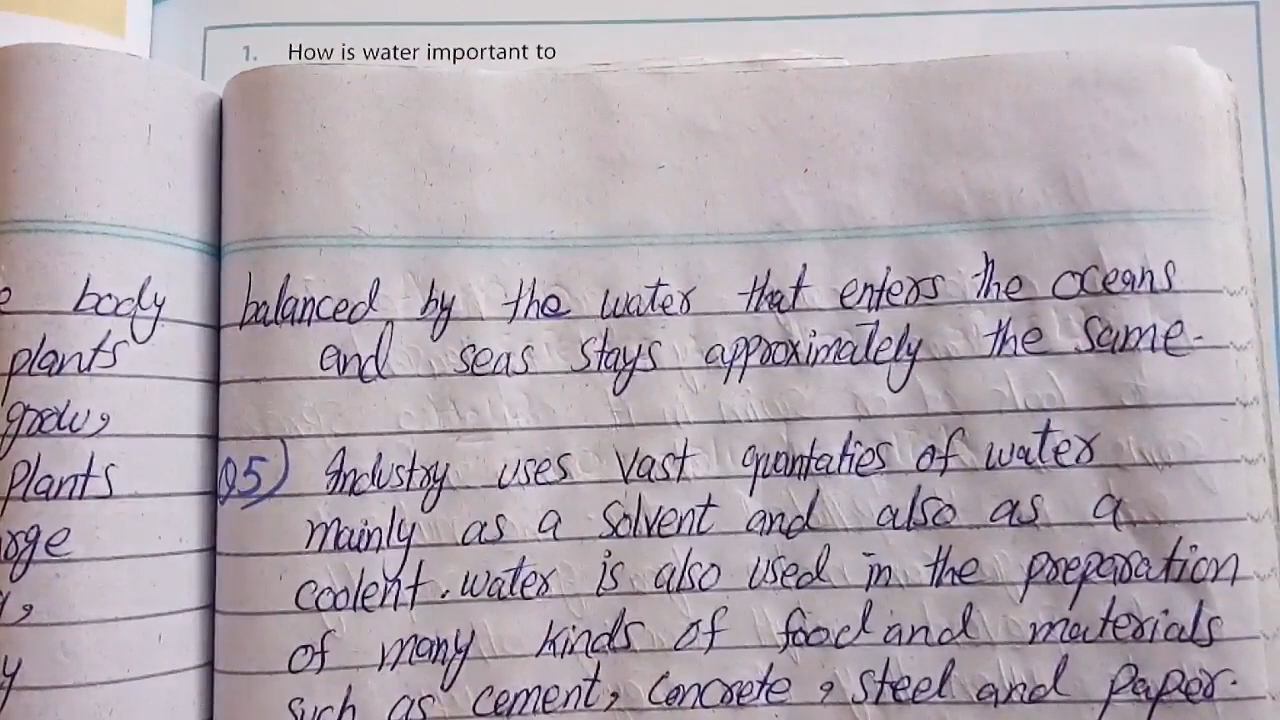 1. How is water important to
body
plants
grow,
plants
balanced by the water that enters the oceans
and seas stays approximately the same.
Q5) Industry uses vast quantaties of water
mainly as a solvent and also as a
coolent. water is also used in the preparation
of many kinds of food and materials
such as cement, concrete, steel and paper.